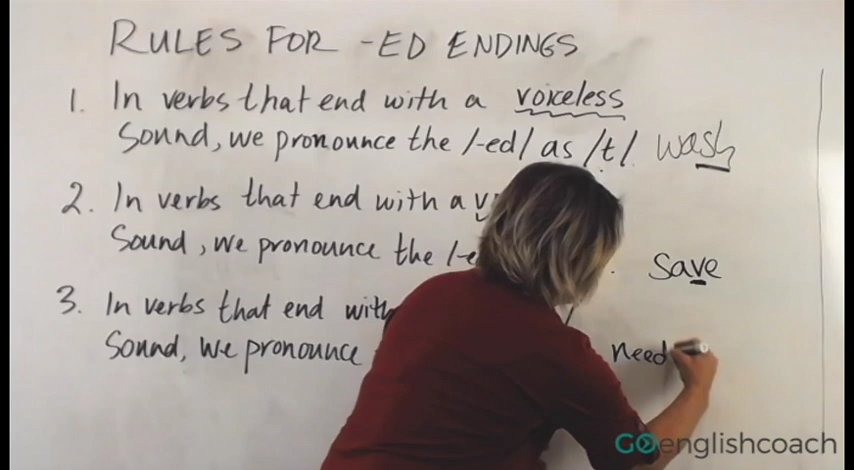 RULES FOR -ED ENDINGS
1. In verbs that end with a voiceless
Sound, we pronounce the /-ed/ as /t/. wash
2. In verbs that end with a
Sound, we pronounce the save
3. In verbs that end with
Sound, we pronounce need
GOenglishcoach